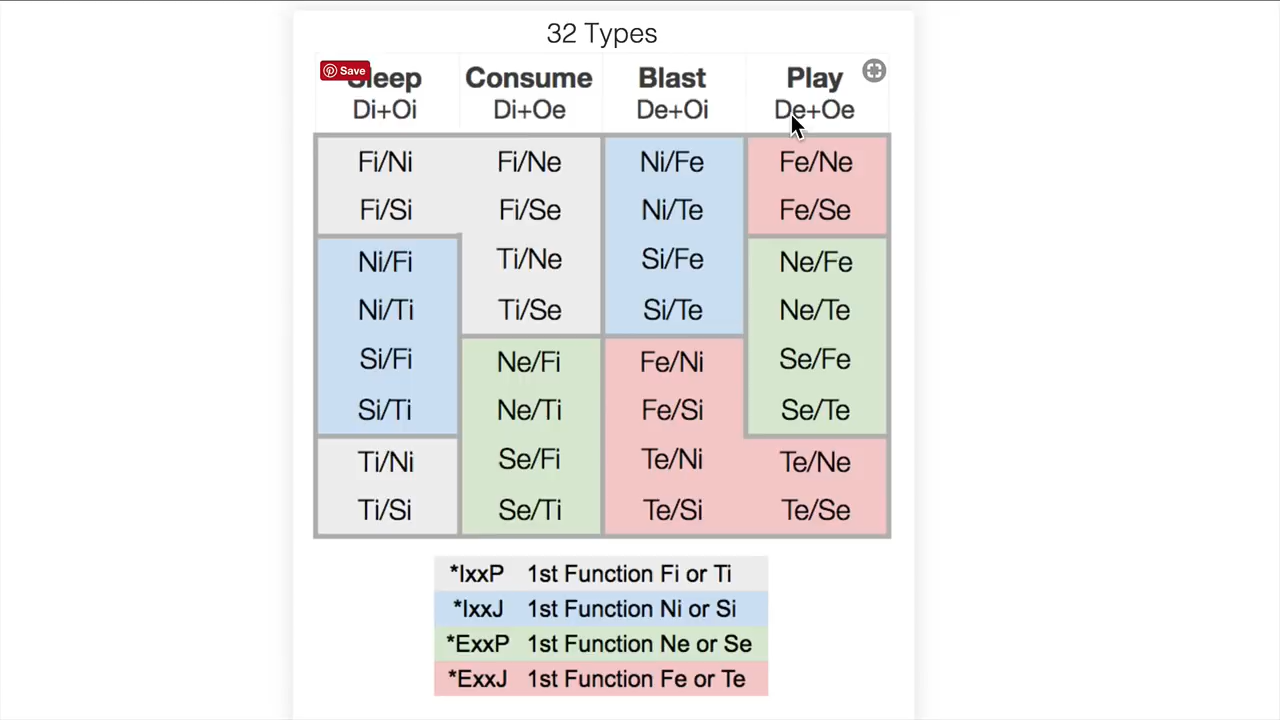 32 Types
Save
Sleep Consume Blast Play
Di+Oi Di+Oe De+Oi De+Oe
Fi/Ni Fi/Ne Ni/Fe Fe/Ne
Fi/Si Fi/Se Ni/Te Fe/Se
Ni/Fi Ti/Ne Si/Fe Ne/Fe
Ni/Ti Ti/Se Si/Te Ne/Te
Si/Fi Ne/Fi Fe/Ni Se/Fe
Si/Ti Ne/Ti Fe/Si Se/Te
Ti/Ni Se/Fi Te/Ni Te/Ne
Ti/Si Se/Ti Te/Si Te/Se
*IxxP 1st Function Fi or Ti
*IxxJ 1st Function Ni or Si
*ExxP 1st Function Ne or Se
*ExxJ 1st Function Fe or Te